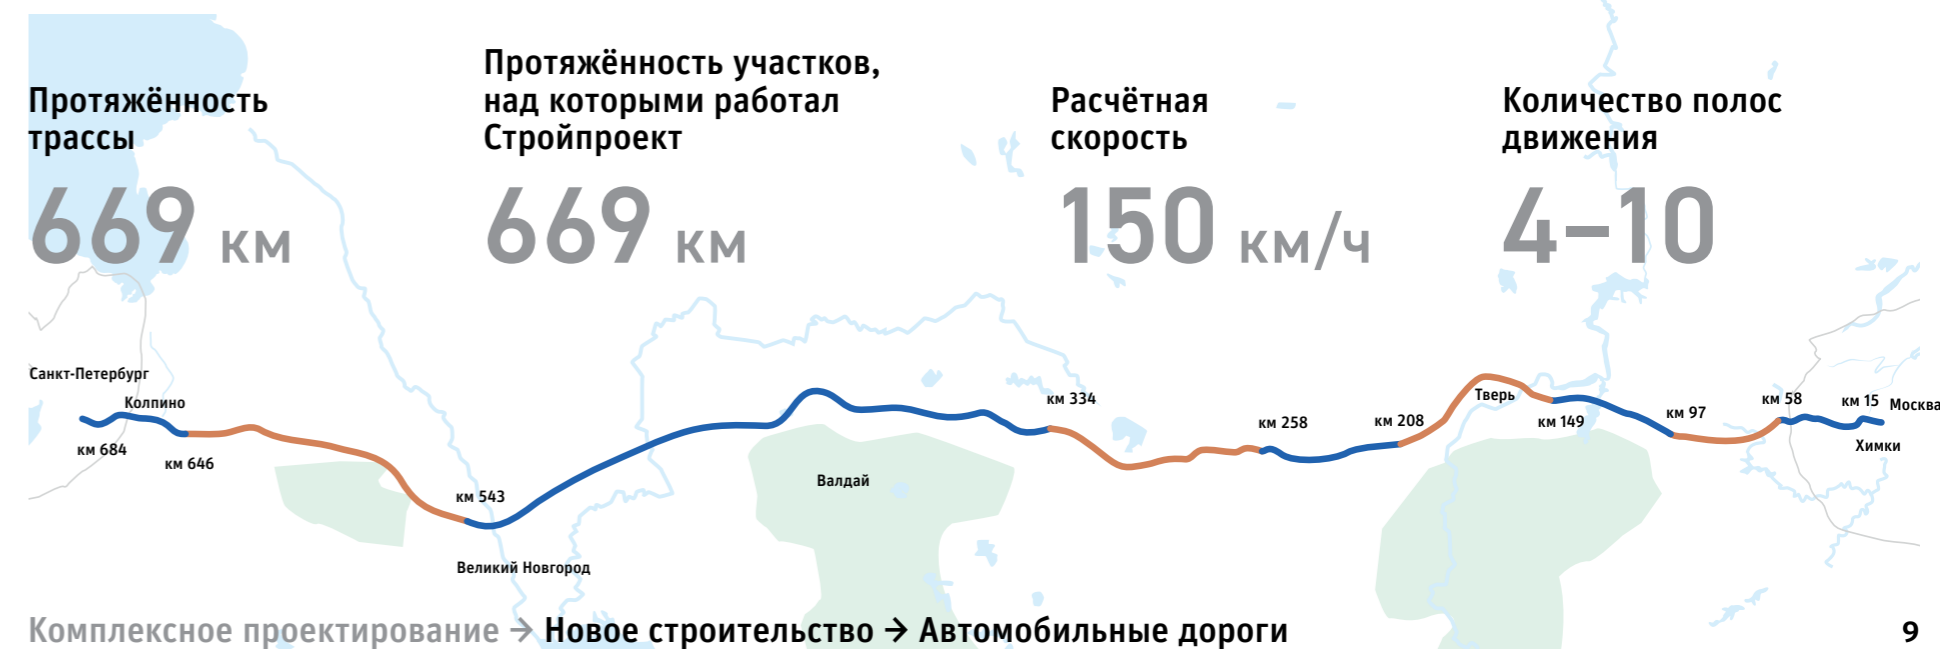 Протяжённость
трассы
669 км
Протяжённость участков,
над которыми работал
Стройпроект
669 км
Расчётная
скорость
150 км/ч
Количество полос
движения
4–10
Санкт-Петербург
Колпино
км 684
км 646
км 543
Великий Новгород
Валдай
км 334
км 258
км 208
Тверь
км 149
км 97
км 58
км 15
Москва
Химки
Комплексное проектирование → Новое строительство → Автомобильные дороги
9